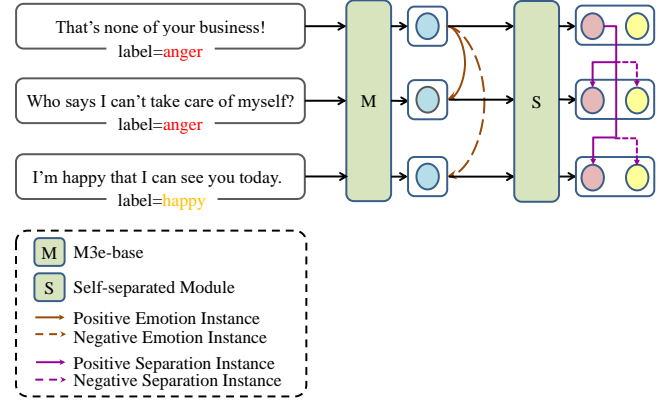 That's none of your business!
label=anger
Who says I can't take care of myself?
label=anger
I'm happy that I can see you today.
label=happy
M
S
M M3e-base
S Self-separated Module
Positive Emotion Instance
Negative Emotion Instance
Positive Separation Instance
Negative Separation Instance